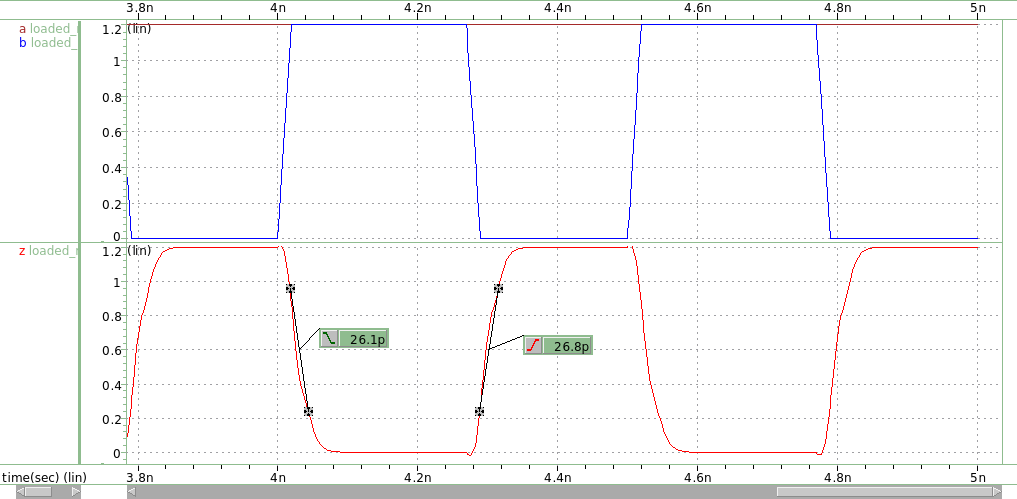 3.8n 4n 4.2n 4.4n 4.6n 4.8n 5n
a loaded_
b loaded_
(lin)
1.2
1
0.8
0.6
0.4
0.2
0
z loaded_
(lin)
1.2
1
0.8
0.6
0.4
0.2
0
26.1p
26.8p
time(sec) (lin) 3.8n 4n 4.2n 4.4n 4.6n 4.8n 5n